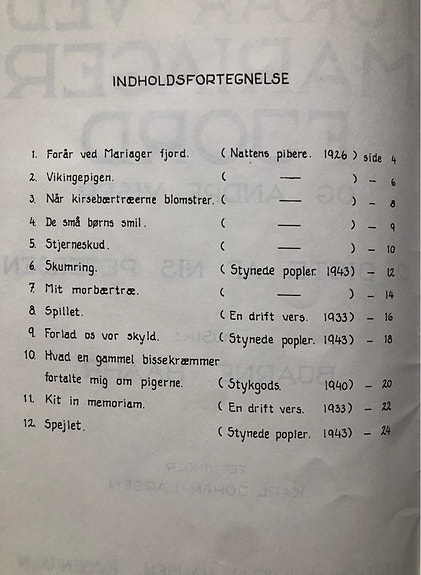 INDHOLDSFORTEGNELSE
1. Forår ved Mariager fjord. ( Nattens pibere. 1926 ) side 4
2. Vikingepigen. ( — ) – 6
3. Når kirsebærtræerne blomstrer. ( — ) – 8
4. De små børns smil. ( — ) – 9
5. Stjerneskud. ( — ) – 10
6. Skumring. ( Stynede popler. 1943) – 12
7. Mit morbærtræ. ( — ) – 14
8. Spillet. ( En drift vers. 1933) – 16
9. Forlad os vor skyld. ( Stynede popler. 1943) – 18
10. Hvad en gammel bissekræmmer
fortalte mig om pigerne. ( Stykgods. 1940) – 20
11. Kit in memoriam. ( En drift vers. 1933) – 22
12. Spejlet. ( Stynede popler. 1943) – 24